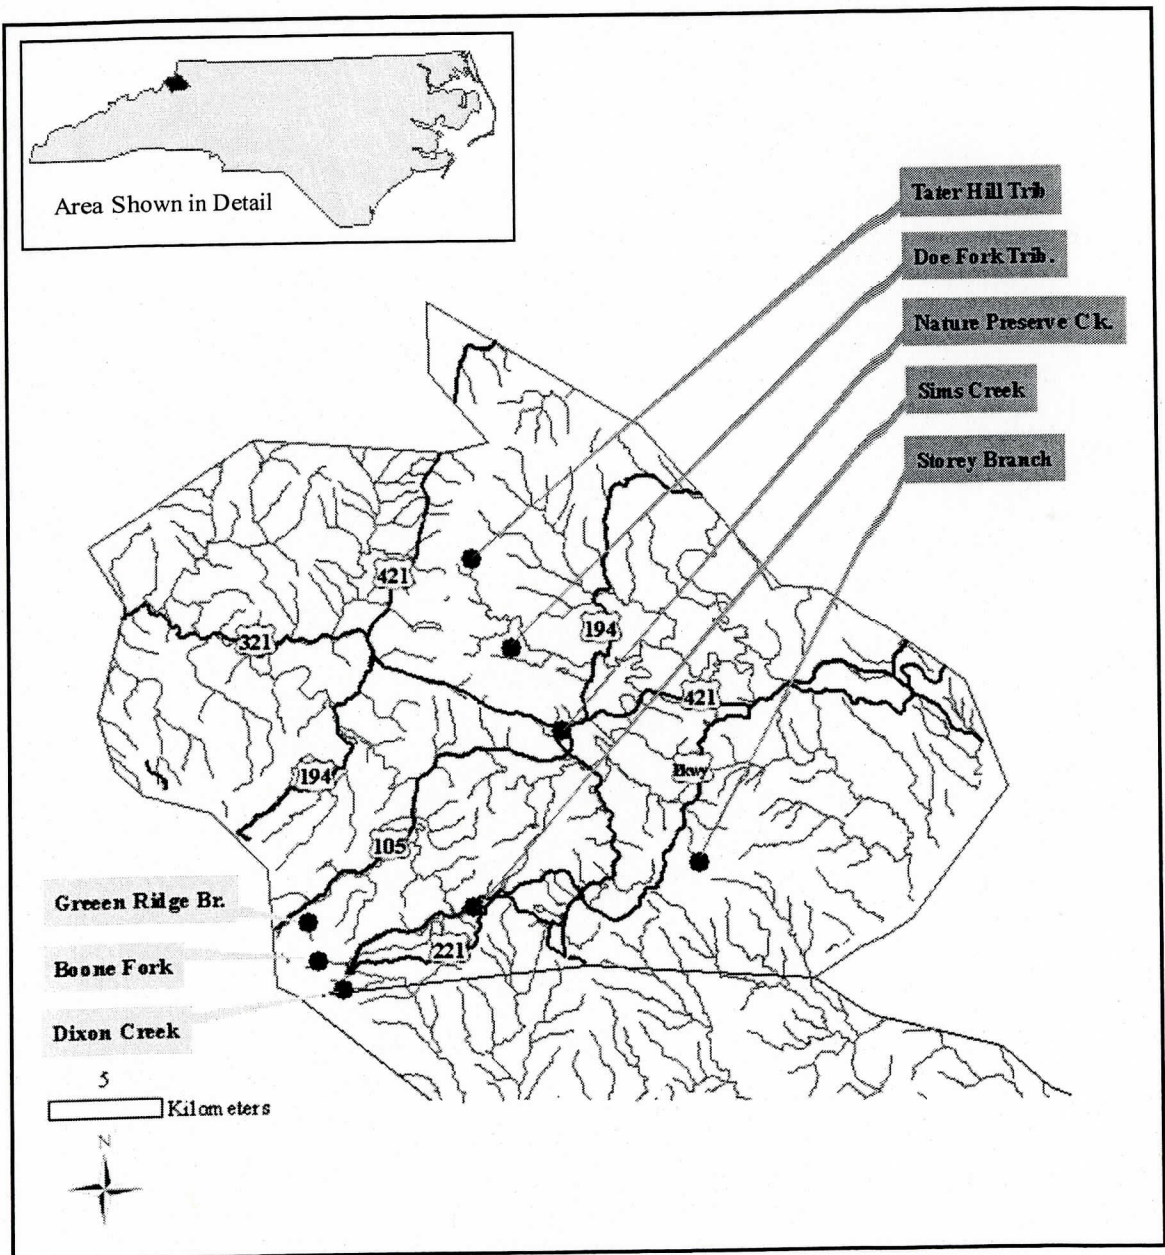 Area Shown in Detail
Tater Hill Trib
Doe Fork Trib.
Nature Preserve Ck.
Sims Creek
Storey Branch
421
321
194
421
194
Pkwy
105
221
Greeen Ridge Br.
Boone Fork
Dixon Creek
5
Kilometers
N